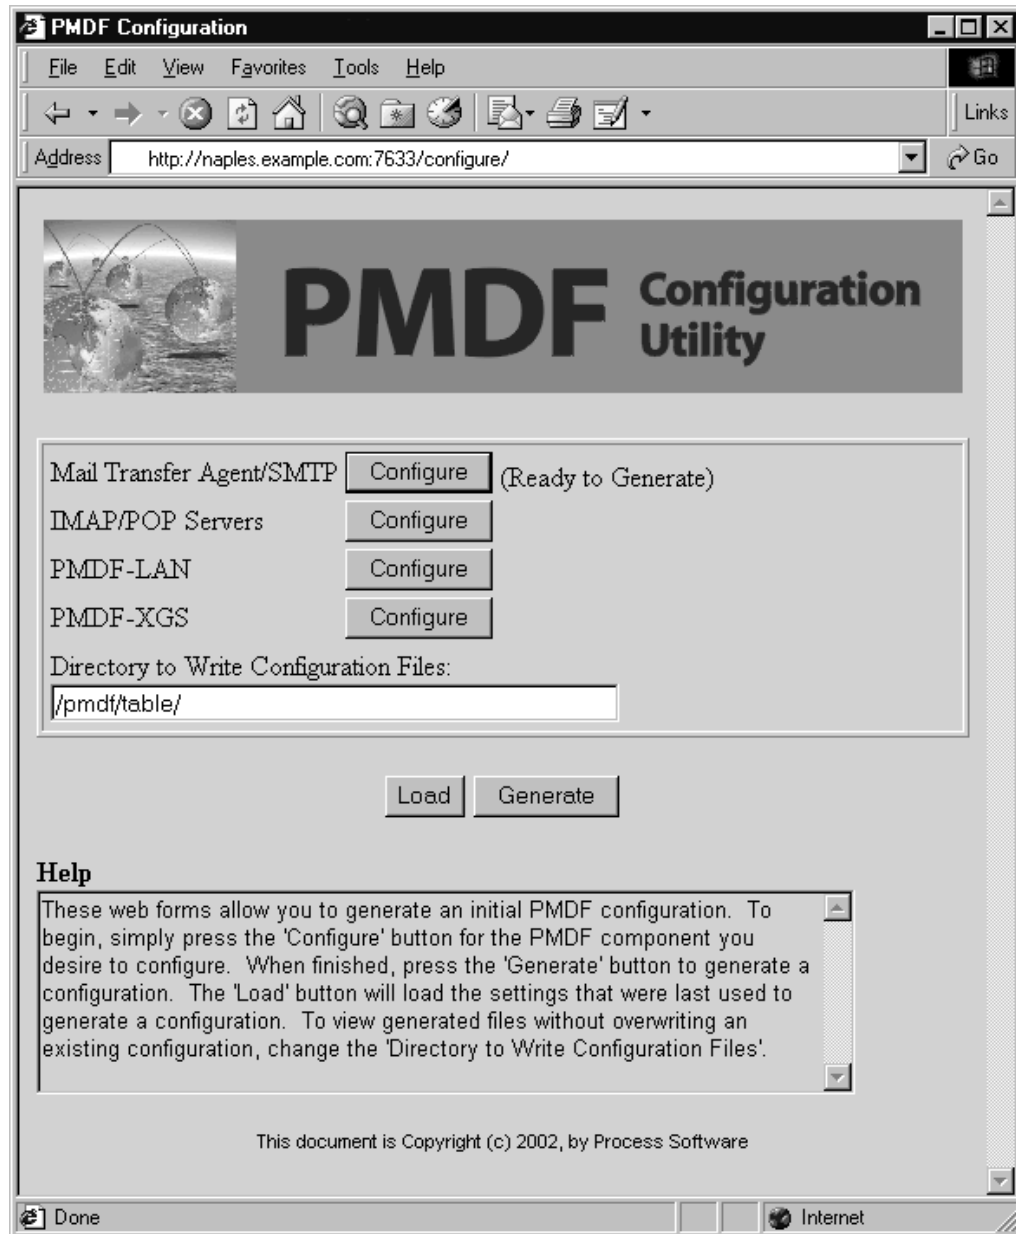 PMDF Configuration
File Edit View Favorites Tools Help
Links
Address http://naples.example.com:7633/configure/ Go
PMDF Configuration
Utility
Mail Transfer Agent/SMTP Configure (Ready to Generate)
IMAP/POP Servers Configure
PMDF-LAN Configure
PMDF-XGS Configure
Directory to Write Configuration Files:
/pmdf/table/
Load Generate
Help
These web forms allow you to generate an initial PMDF configuration. To
begin, simply press the 'Configure' button for the PMDF component you
desire to configure. When finished, press the 'Generate' button to generate a
configuration. The 'Load' button will load the settings that were last used to
generate a configuration. To view generated files without overwriting an
existing configuration, change the 'Directory to Write Configuration Files'.
This document is Copyright (c) 2002, by Process Software
Done Internet